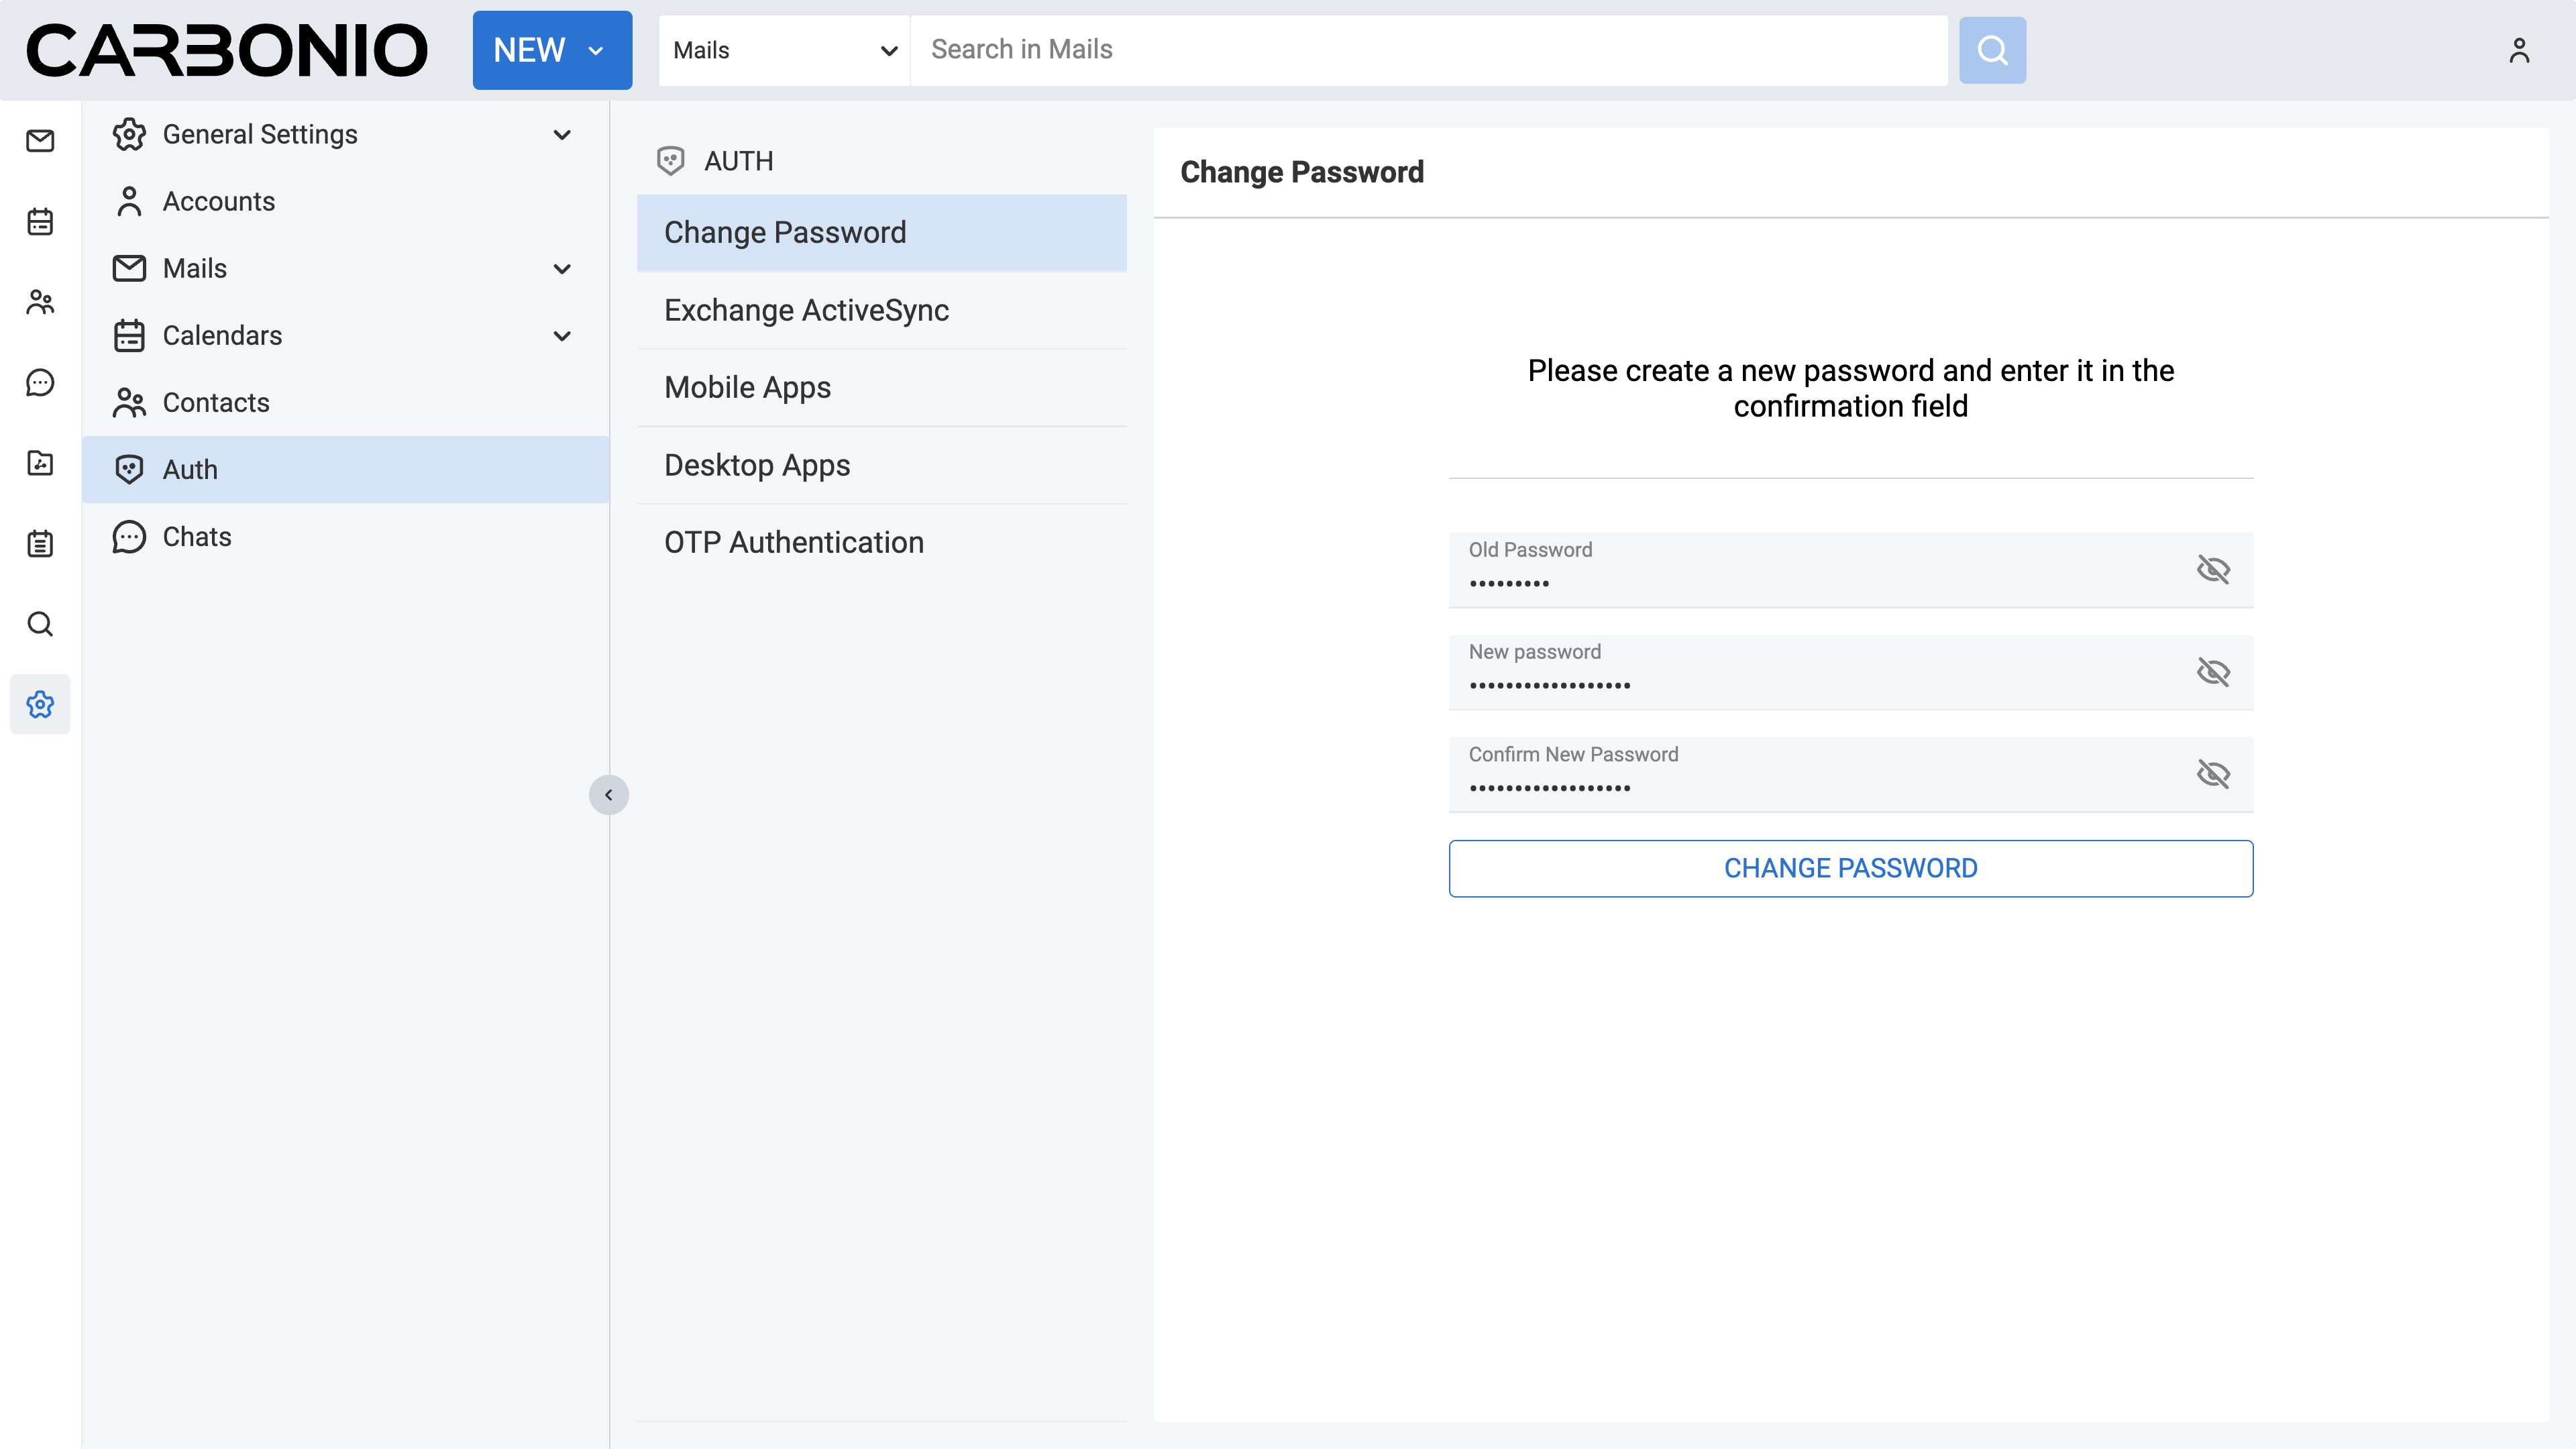 CARBONIO
NEW
Mails
Search in Mails
General Settings
Accounts
Mails
Calendars
Contacts
Auth
Chats
AUTH
Change Password
Exchange ActiveSync
Mobile Apps
Desktop Apps
OTP Authentication
Change Password
Please create a new password and enter it in the
confirmation field
Old Password
•••••••••
New password
••••••••••••••••••
Confirm New Password
••••••••••••••••••
CHANGE PASSWORD